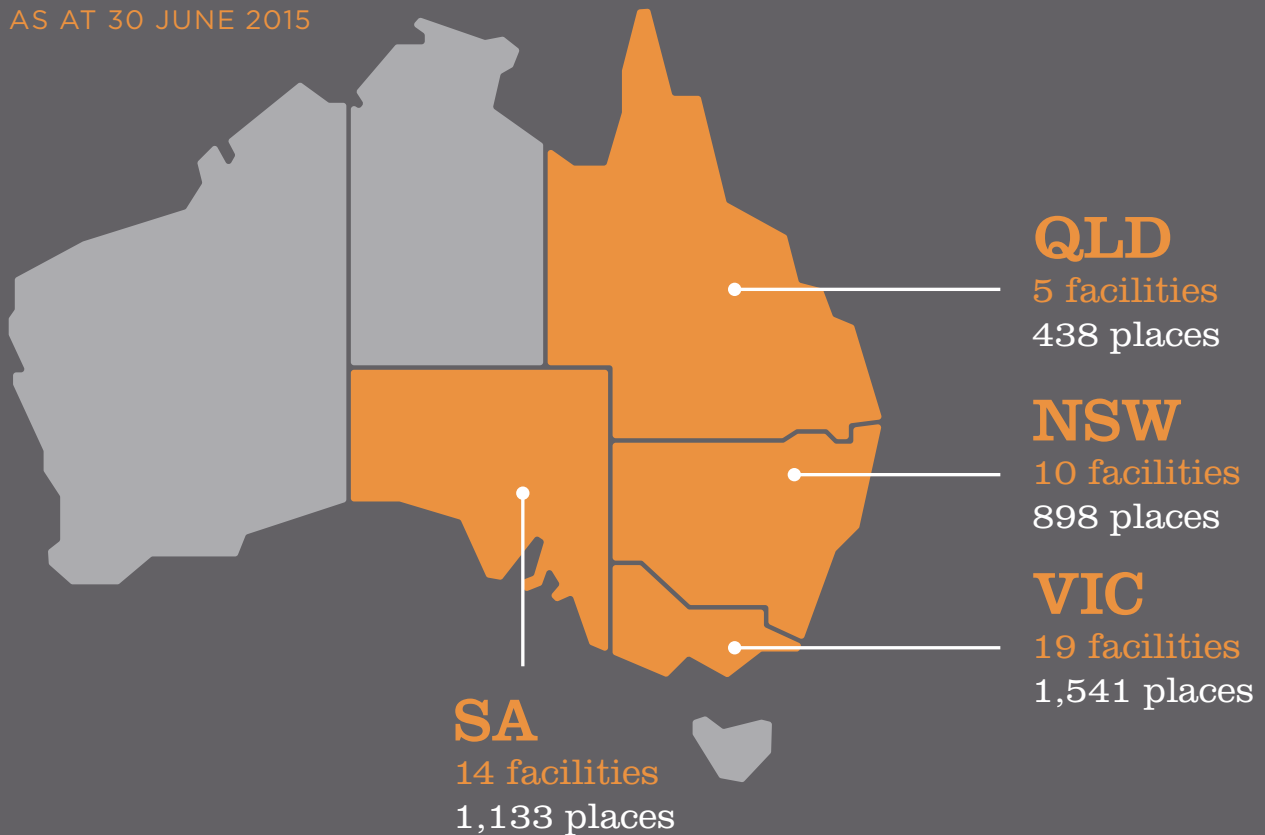 AS AT 30 JUNE 2015
QLD
5 facilities
438 places
NSW
10 facilities
898 places
VIC
19 facilities
1,541 places
SA
14 facilities
1,133 places